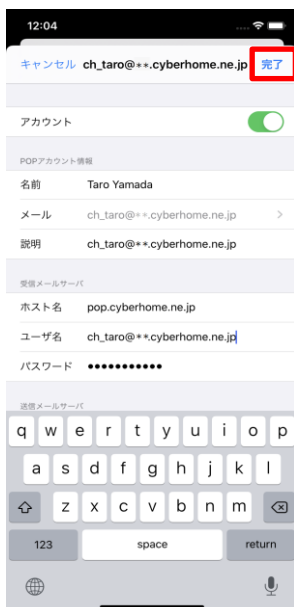 12:04
キャンセル ch_taro@**.cyberhome.ne.jp 完了
アカウント
POPアカウント情報
名前 Taro Yamada
メール ch_taro@**.cyberhome.ne.jp
説明 ch_taro@**.cyberhome.ne.jp
受信メールサーバ
ホスト名 pop.cyberhome.ne.jp
ユーザ名 ch_taro@**.cyberhome.ne.jp
パスワード ●●●●●●●●●●●
送信メールサーバ
q w e r t y u i o p
a s d f g h j k l
z x c v b n m
123 space return